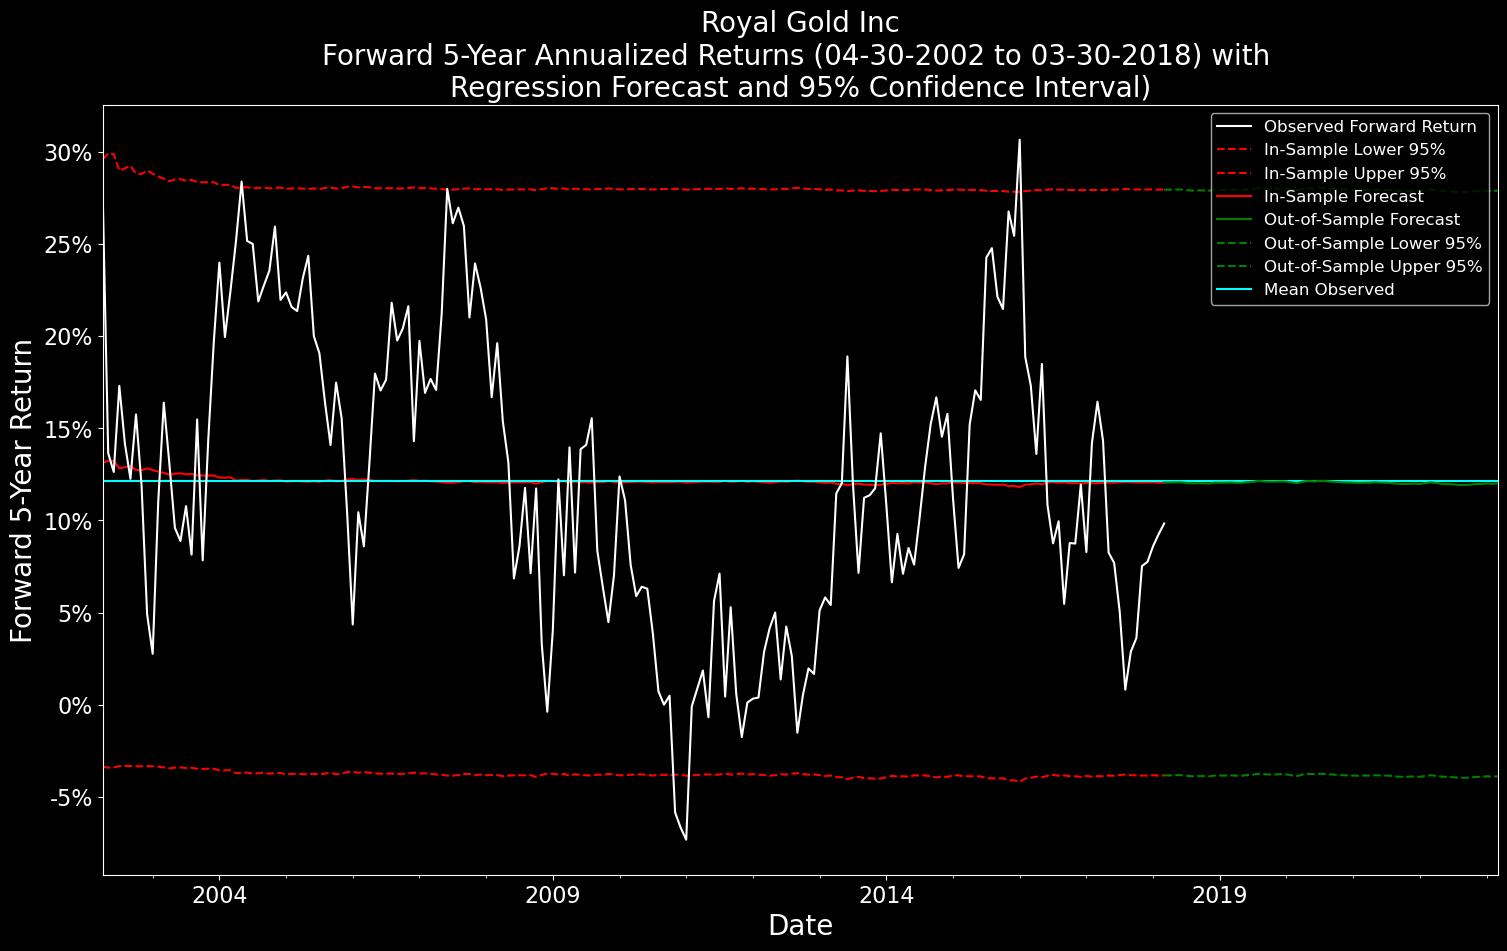 Royal Gold Inc
Forward 5-Year Annualized Returns (04-30-2002 to 03-30-2018) with
Regression Forecast and 95% Confidence Interval)
Forward 5-Year Return
30%
25%
20%
15%
10%
5%
0%
-5%
Observed Forward Return
In-Sample Lower 95%
In-Sample Upper 95%
In-Sample Forecast
Out-of-Sample Forecast
Out-of-Sample Lower 95%
Out-of-Sample Upper 95%
Mean Observed
2004
2009
2014
2019
Date